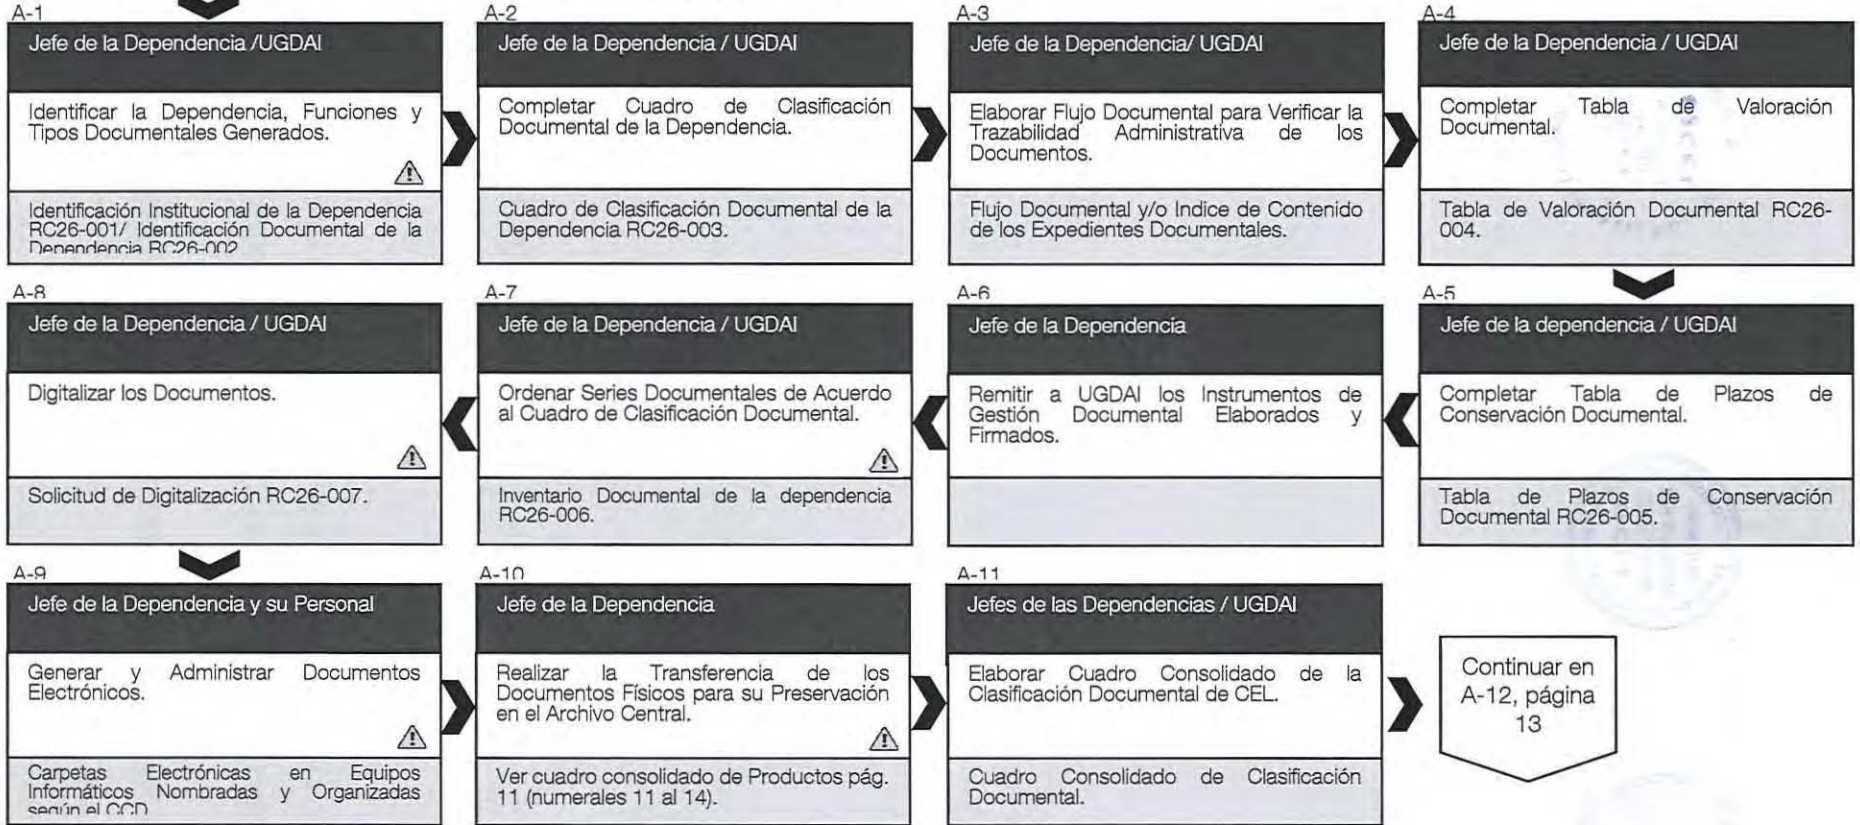 A-1
Jefe de la Dependencia /UGDAI
Identificar la Dependencia, Funciones y
Tipos Documentales Generados.
Identificación Institucional de la Dependencia
RC26-001/ Identificación Documental de la
Dependencia RC26-002
A-2
Jefe de la Dependencia / UGDAI
Completar Cuadro de Clasificación
Documental de la Dependencia.
Cuadro de Clasificación Documental de la
Dependencia RC26-003.
A-3
Jefe de la Dependencia/ UGDAI
Elaborar Flujo Documental para Verificar la
Trazabilidad Administrativa de los
Documentos.
Flujo Documental y/o Indice de Contenido
de los Expedientes Documentales.
A-4
Jefe de la Dependencia / UGDAI
Completar Tabla de Valoración
Documental.
Tabla de Valoración Documental RC26-
004.
A-5
Jefe de la dependencia / UGDAI
Completar Tabla de Plazos de
Conservación Documental.
Tabla de Plazos de Conservación
Documental RC26-005.
A-6
Jefe de la Dependencia
Remitir a UGDAI los Instrumentos de
Gestión Documental Elaborados y
Firmados.
A-7
Jefe de la Dependencia / UGDAI
Ordenar Series Documentales de Acuerdo
al Cuadro de Clasificación Documental.
Inventario Documental de la dependencia
RC26-006.
A-8
Jefe de la Dependencia / UGDAI
Digitalizar los Documentos.
Solicitud de Digitalización RC26-007.
A-9
Jefe de la Dependencia y su Personal
Generar y Administrar Documentos
Electrónicos.
Carpetas Electrónicas en Equipos
Informáticos Nombradas y Organizadas
según el CCD
A-10
Jefe de la Dependencia
Realizar la Transferencia de los
Documentos Físicos para su Preservación
en el Archivo Central.
Ver cuadro consolidado de Productos pág.
11 (numerales 11 al 14).
A-11
Jefes de las Dependencias / UGDAI
Elaborar Cuadro Consolidado de la
Clasificación Documental de CEL.
Cuadro Consolidado de Clasificación
Documental.
Continuar en
A-12, página
13